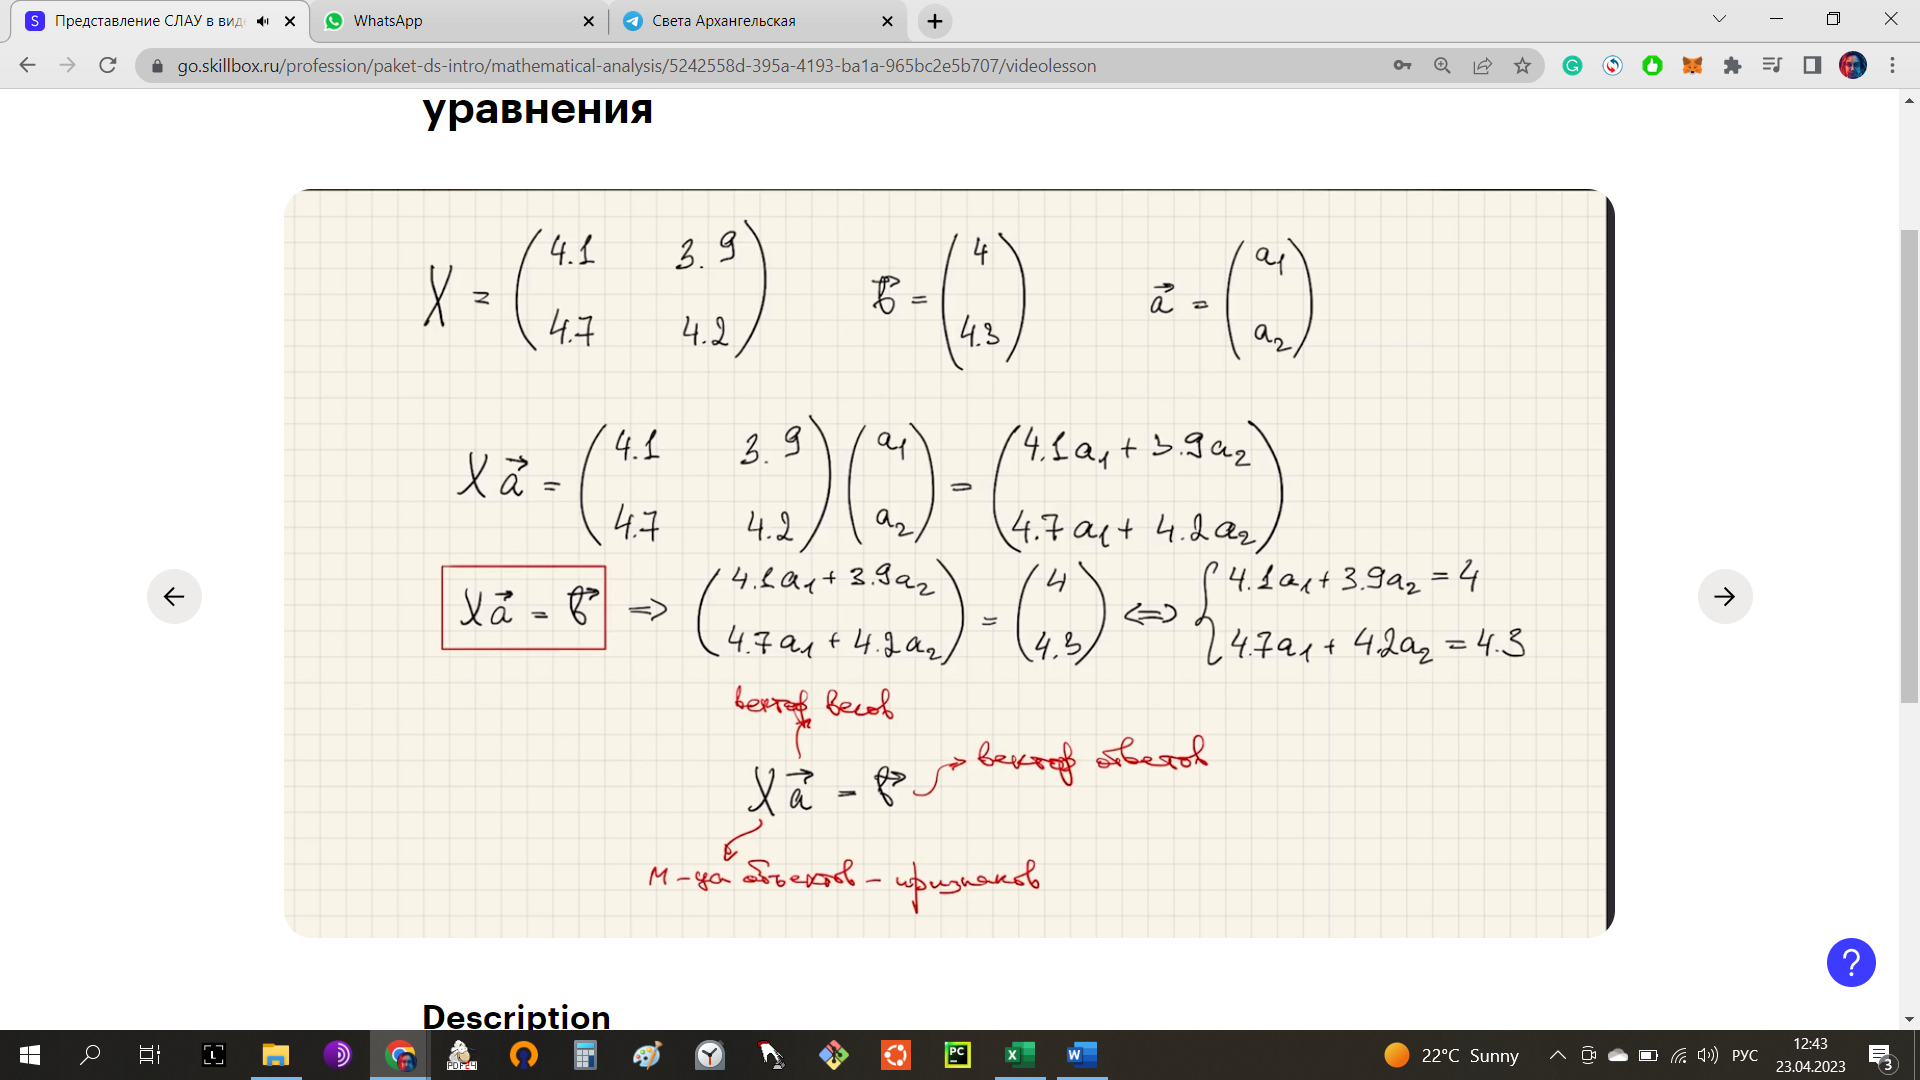 Представление СЛАУ в виде
WhatsApp
Света Архангельская
go.skillbox.ru/profession/paket-ds-intro/mathematical-analysis/5242558d-395a-4193-ba1a-965bc2e5b707/videolesson
уравнения
X = (4.1 3.9
4.7 4.2)
b⃗ = (4
4.3)
a⃗ = (a₁
a₂)
Xa⃗ = (4.1 3.9
4.7 4.2) (a₁
a₂) = (4.1a₁ + 3.9a₂
4.7a₁ + 4.2a₂)
Xa⃗ = b⃗ ⇒ (4.1a₁ + 3.9a₂
4.7a₁ + 4.2a₂) = (4
4.3) ⇔ {4.1a₁ + 3.9a₂ = 4
4.7a₁ + 4.2a₂ = 4.3
вектор весов
вектор ответов
Xa⃗ = b⃗
м-ца объектов - признаков
?
Description
L
PDF24
PC
X
W
22°C Sunny
РУС
12:43
23.04.2023
3